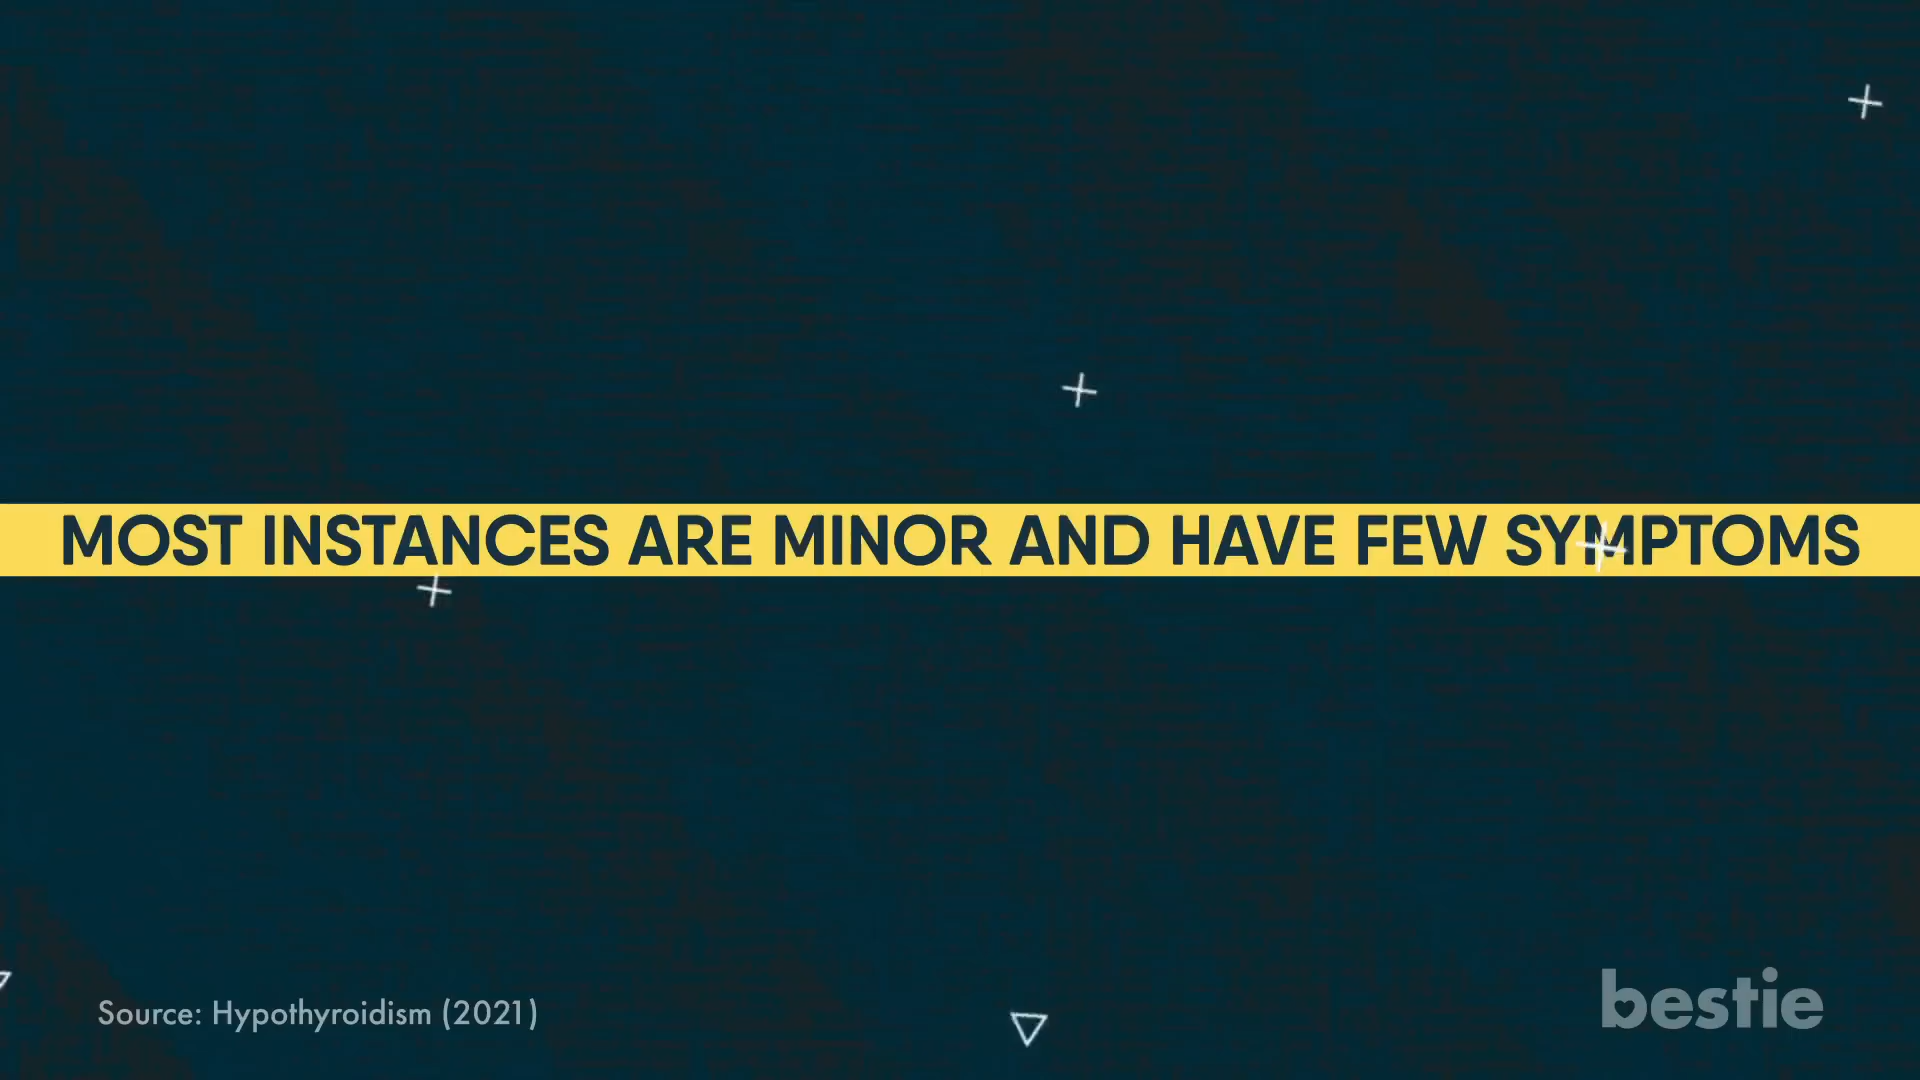 MOST INSTANCES ARE MINOR AND HAVE FEW SYMPTOMS
Source: Hypothyroidism (2021)
bestie